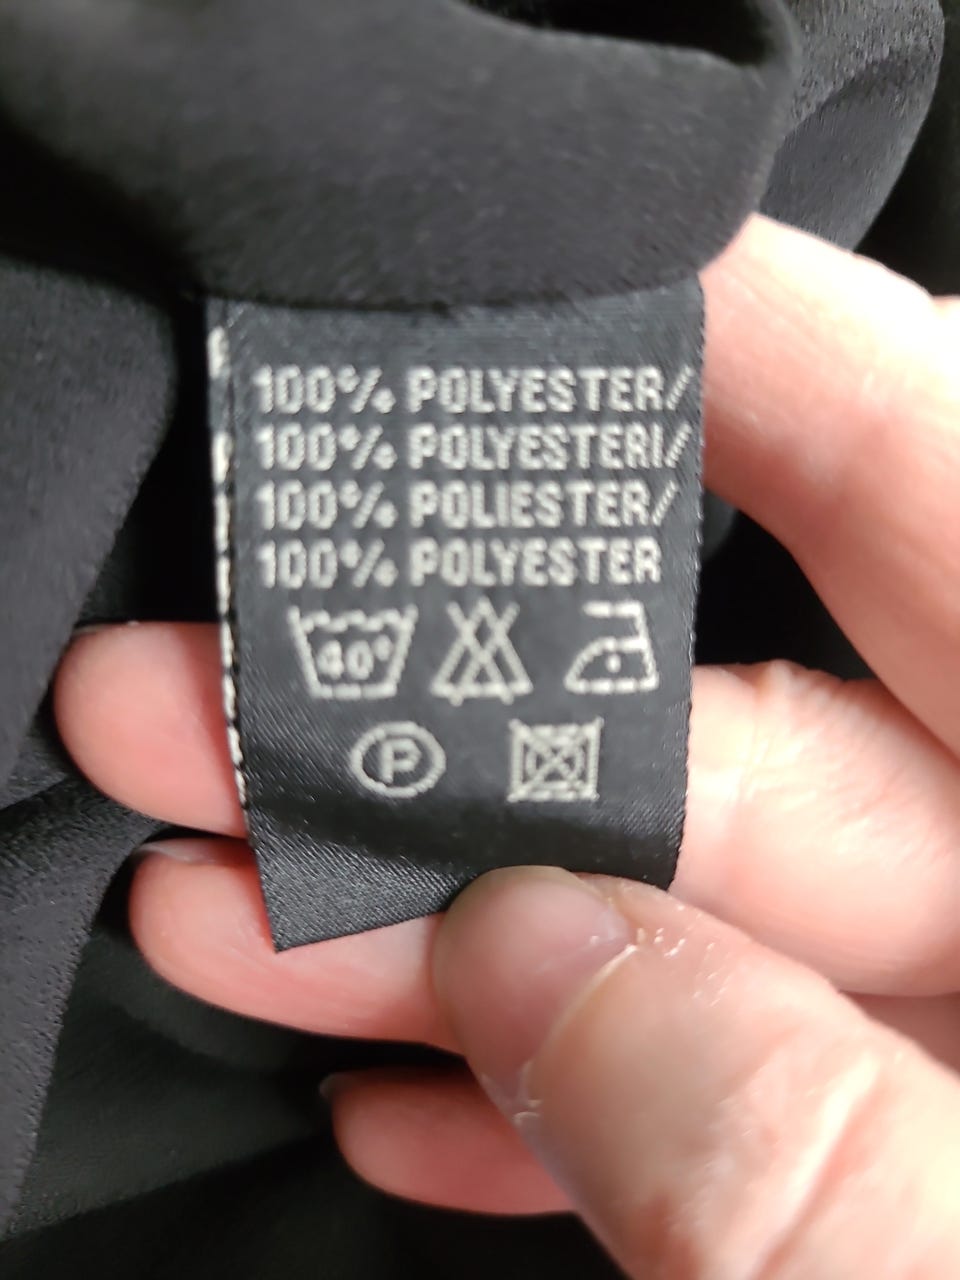 100% POLYESTER/
100% POLYESTERI/
100% POLIESTER/
100% POLYESTER
40°
P